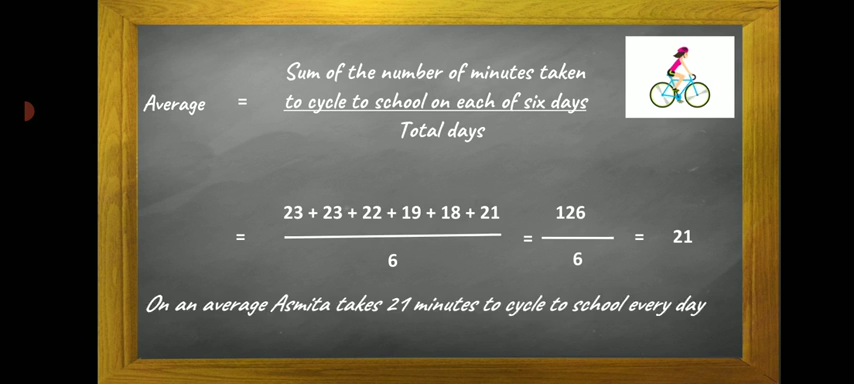 Sum of the number of minutes taken
Average = to cycle to school on each of six days
Total days
23 + 23 + 22 + 19 + 18 + 21 126
= = = 21
6 6
On an average Asmita takes 21 minutes to cycle to school every day